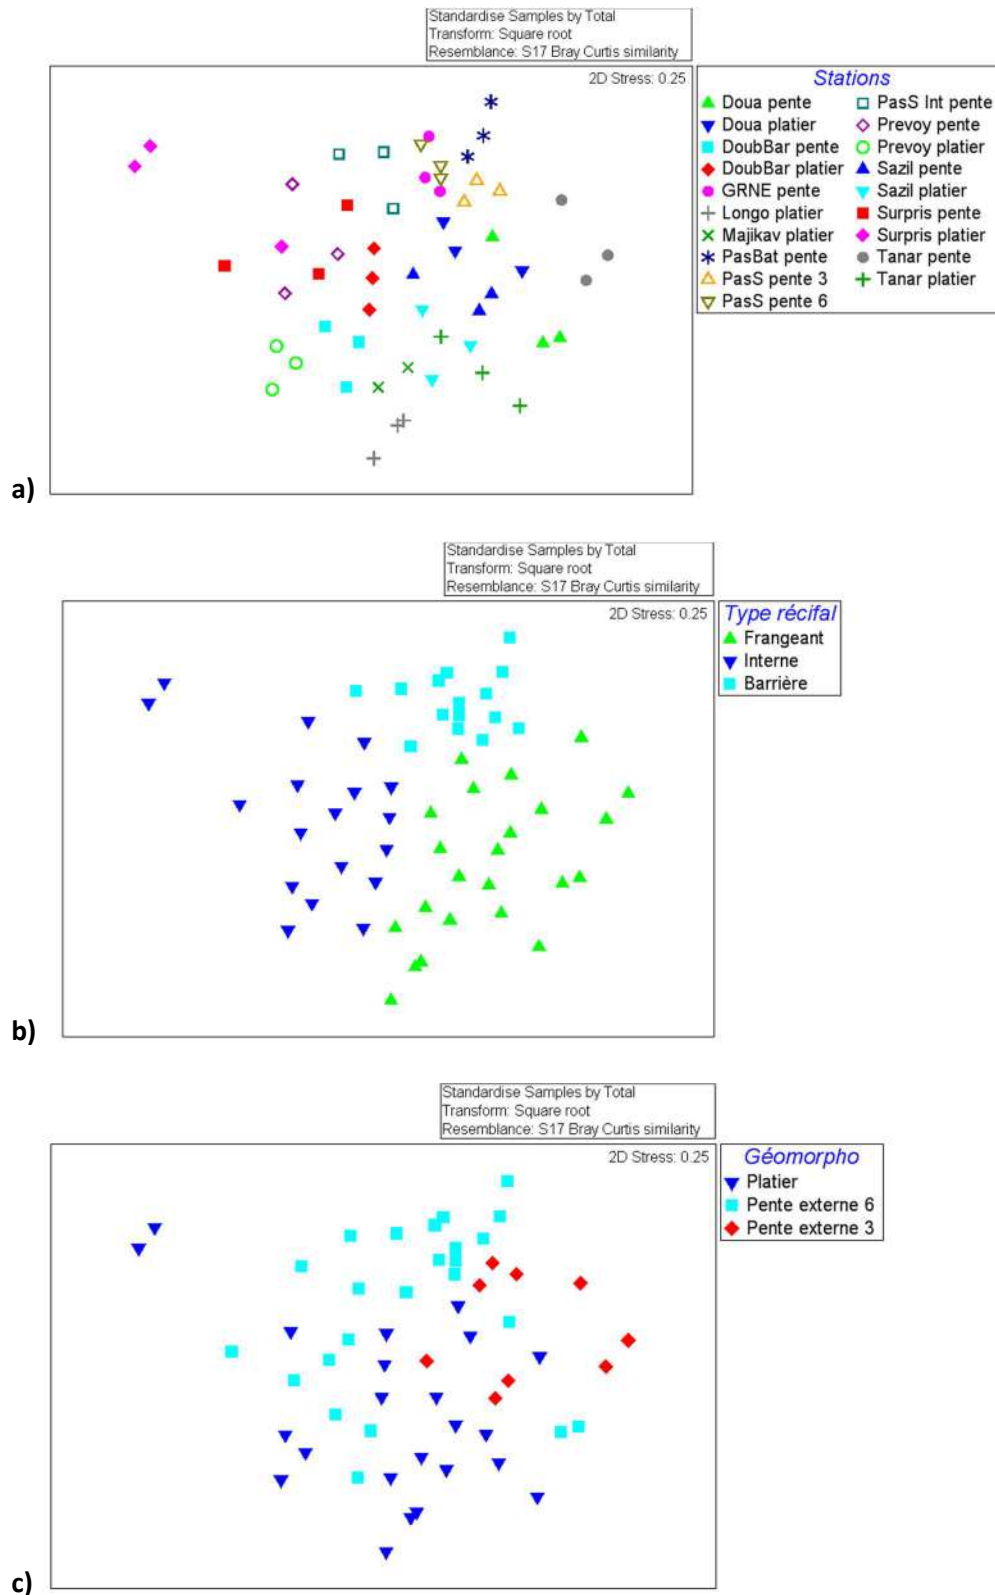 Standardise Samples by Total
Transform: Square root
Resemblance: S17 Bray Curtis similarity
2D Stress: 0.25
Stations
Doua pente
Doua platier
DoubBar pente
DoubBar platier
GRNE pente
Longo platier
Majikav platier
PasBat pente
PasS pente 3
PasS pente 6
PasS Int pente
Prevoy pente
Prevoy platier
Sazil pente
Sazil platier
Surpris pente
Surpris platier
Tanar pente
Tanar platier
a)
Standardise Samples by Total
Transform: Square root
Resemblance: S17 Bray Curtis similarity
2D Stress: 0.25
Type récifal
Frangeant
Interne
Barrière
b)
Standardise Samples by Total
Transform: Square root
Resemblance: S17 Bray Curtis similarity
2D Stress: 0.25
Géomorpho
Platier
Pente externe 6
Pente externe 3
c)